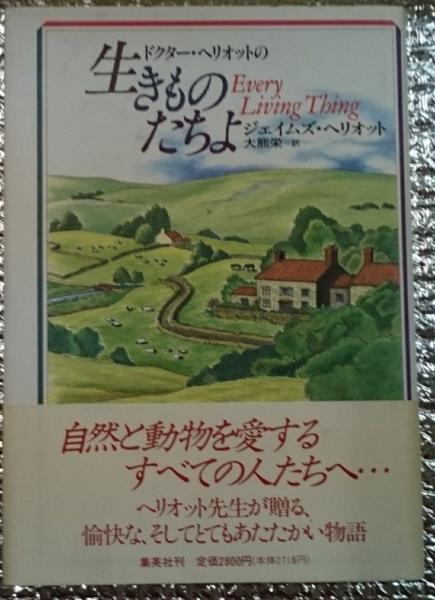 ドクター・ヘリオットの
生きもの
たちよ
Every
Living Thing
ジェイムズ・ヘリオット
大熊栄=訳
自然と動物を愛する
すべての人たちへ…
ヘリオット先生が贈る、
愉快な、そしてとてもあたたかい物語
集英社刊 定価2800円(本体2718円)